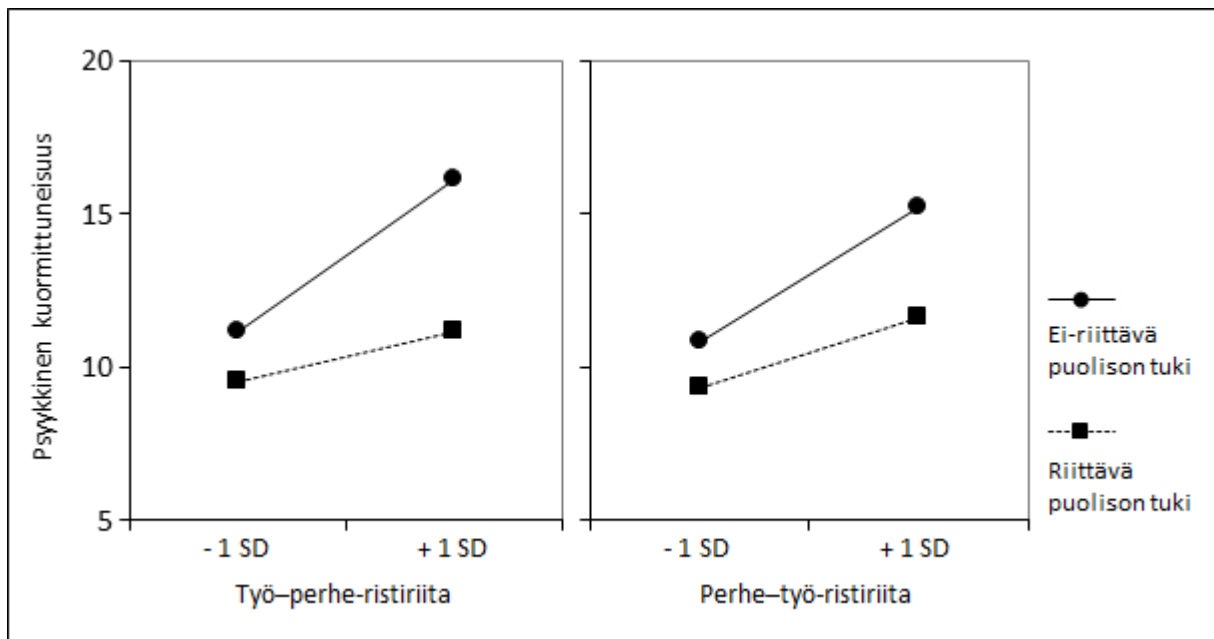 Psyykkinen kuormittuneisuus
20
15
10
5
- 1 SD
+ 1 SD
Työ–perhe-ristiriita
- 1 SD
+ 1 SD
Perhe–työ-ristiriita
Ei-riittävä
puolison tuki
Riittävä
puolison tuki